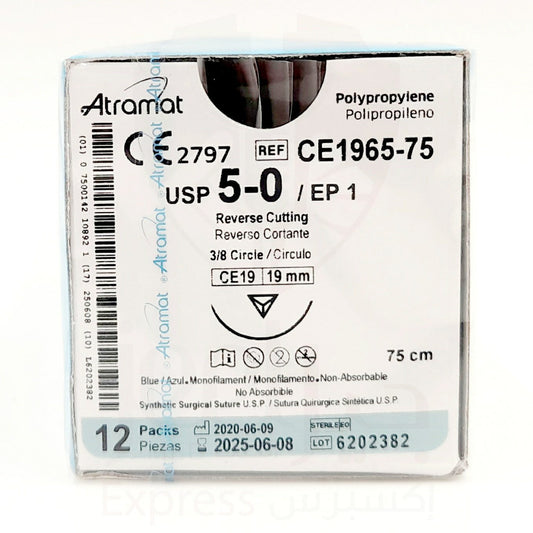 Atramat
Polypropylene
Polipropileno
CE 2797 REF CE1965-75
USP 5-0 / EP 1
Reverse Cutting
Reverso Cortante
3/8 Circle / Circulo
CE19 19 mm
75 cm
Blue / Azul. Monofilament / Monofilamento. Non-Absorbable
No Absorbible
Synthetic Surgical Suture U.S.P. / Sutura Quirurgica Sintética U.S.P.
12 Packs
Piezas
2020-06-09
2025-06-08
STERILE EO
LOT 6202382
(01) 0 7500142 10892 1 (17) 250608 (10) L6202382
Atramat ® Atramat ® Atramat ® Atramat
Express إكسبرس